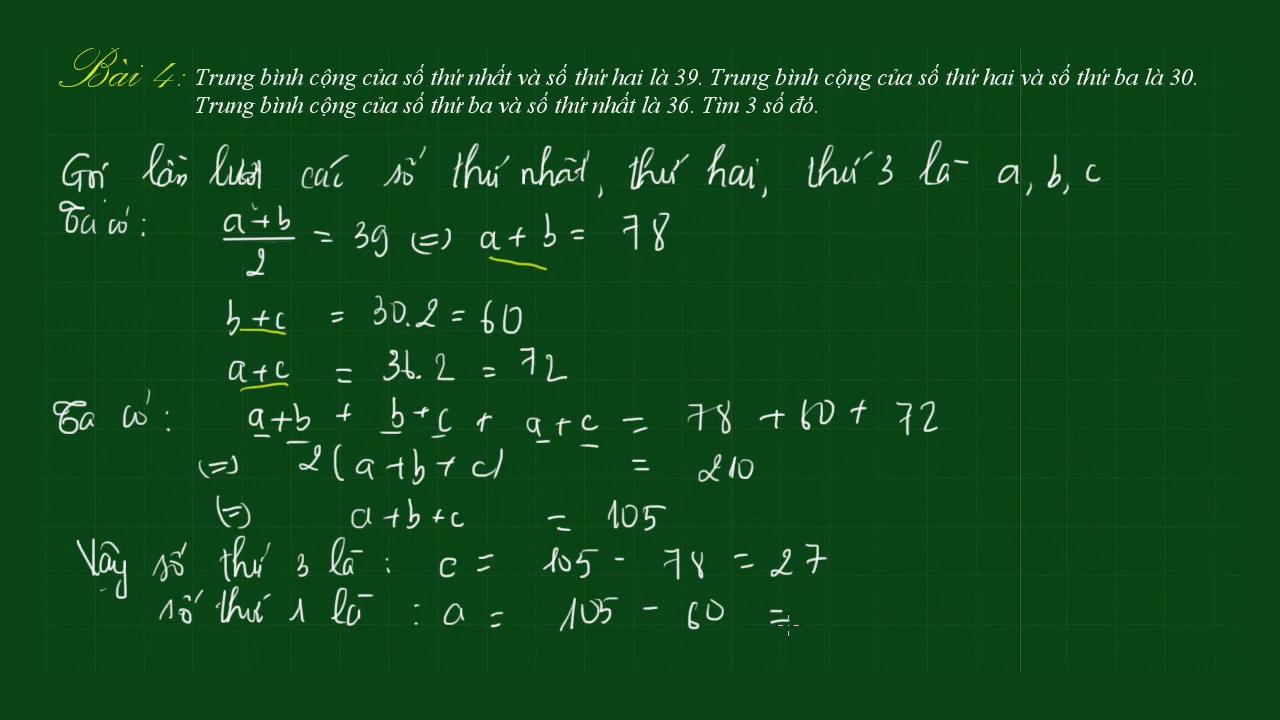 Bài 4: Trung bình cộng của số thứ nhất và số thứ hai là 39. Trung bình cộng của số thứ hai và số thứ ba là 30.
Trung bình cộng của số thứ ba và số thứ nhất là 36. Tìm 3 số đó.
Gọi lần lượt các số thứ nhất, thứ hai, thứ 3 là a, b, c
Ta có: (a+b)/2 = 39 (=) a + b = 78
b+c = 30.2 = 60
a+c = 36.2 = 72
Ta có: a+b + b+c + a+c = 78 + 60 + 72
(=) 2(a+b+c) = 210
(=) a+b+c = 105
Vậy số thứ 3 là: c = 105 - 78 = 27
số thứ 1 là: a = 105 - 60 =